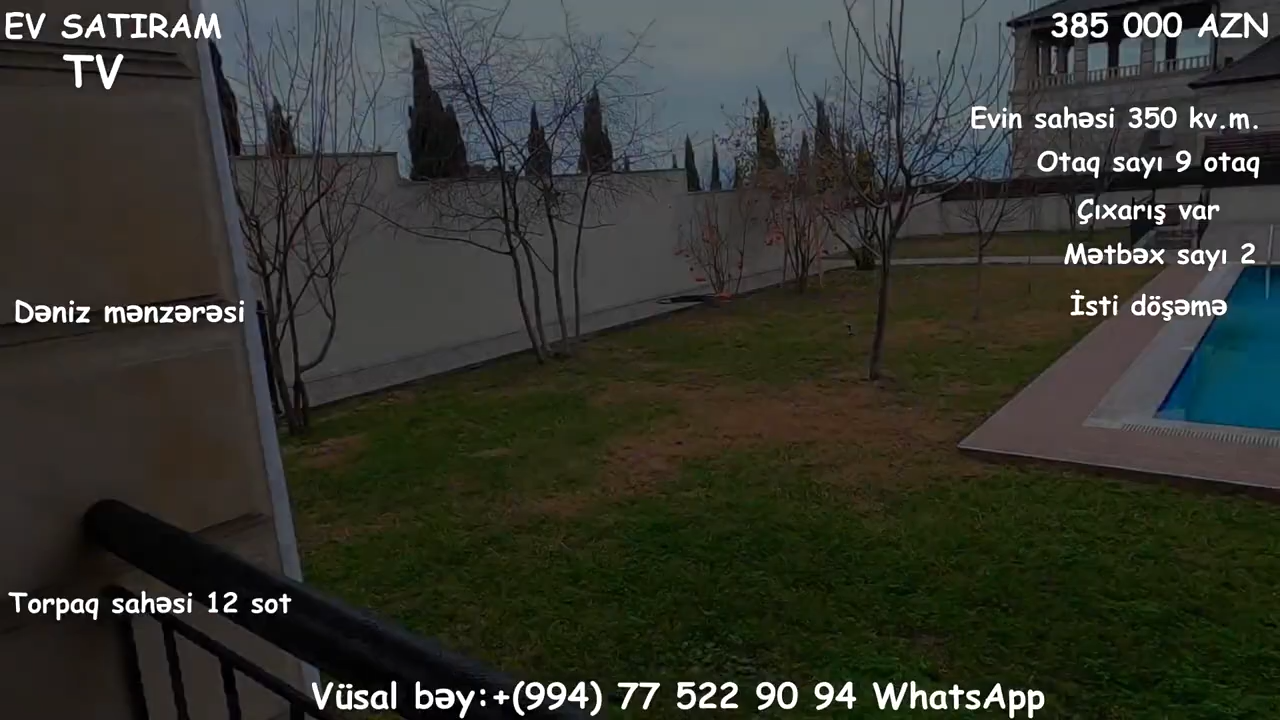 EV SATIRAM
TV
385 000 AZN
Evin sahəsi 350 kv.m.
Otaq sayı 9 otaq
Çıxarış var
Mətbəx sayı 2
İsti döşəmə
Dəniz mənzərəsi
Torpaq sahəsi 12 sot
Vüsal bəy:+(994) 77 522 90 94 WhatsApp